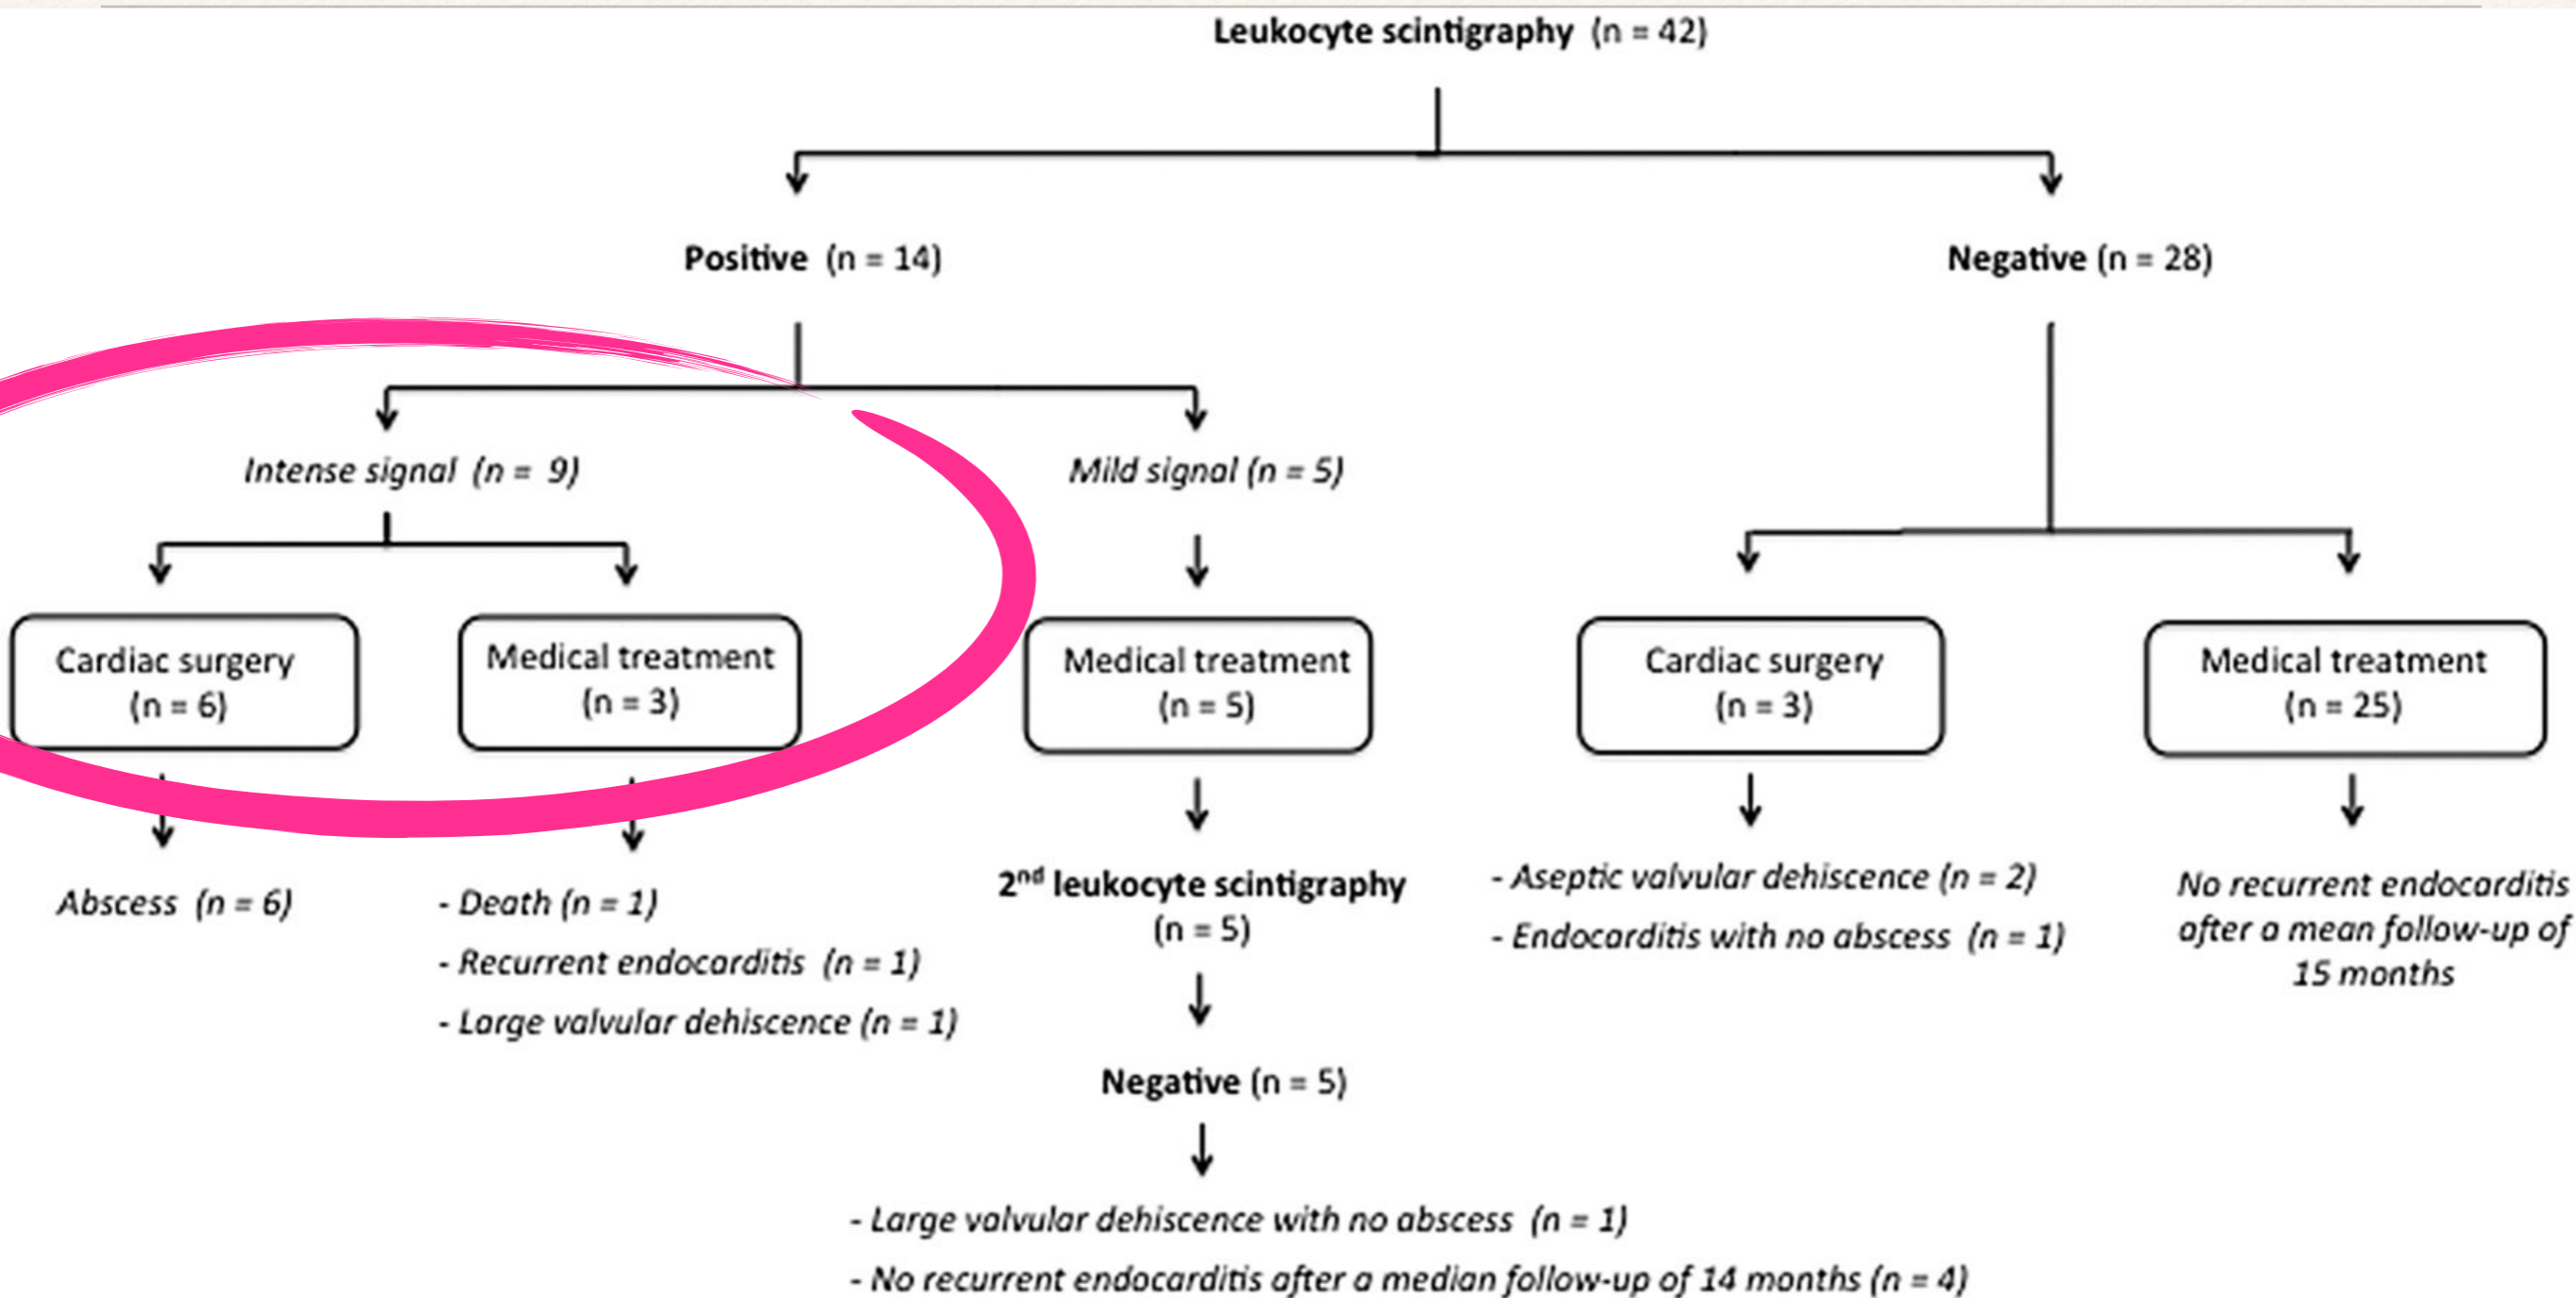 Leukocyte scintigraphy (n = 42)
Positive (n = 14)
Negative (n = 28)
Intense signal (n = 9)
Mild signal (n = 5)
Cardiac surgery
(n = 6)
Medical treatment
(n = 3)
Medical treatment
(n = 5)
Cardiac surgery
(n = 3)
Medical treatment
(n = 25)
Abscess (n = 6)
- Death (n = 1)
- Recurrent endocarditis (n = 1)
- Large valvular dehiscence (n = 1)
2nd leukocyte scintigraphy
(n = 5)
Negative (n = 5)
- Large valvular dehiscence with no abscess (n = 1)
- No recurrent endocarditis after a median follow-up of 14 months (n = 4)
- Aseptic valvular dehiscence (n = 2)
- Endocarditis with no abscess (n = 1)
No recurrent endocarditis
after a mean follow-up of
15 months